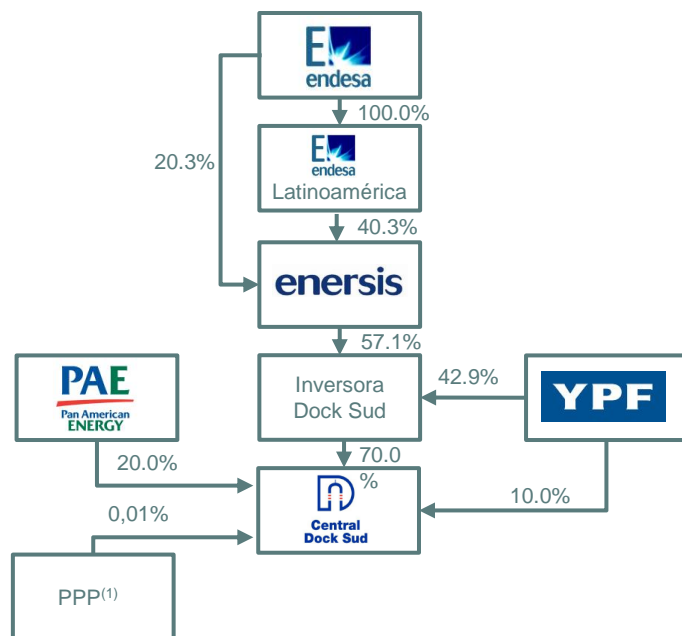 E
endesa
100.0%
20.3%
E
endesa
Latinoamérica
40.3%
enersis
57.1%
PAE
Pan American
ENERGY
Inversora
Dock Sud
42.9%
YPF
20.0%
70.0
%
10.0%
0,01%
Central
Dock Sud
PPP(1)